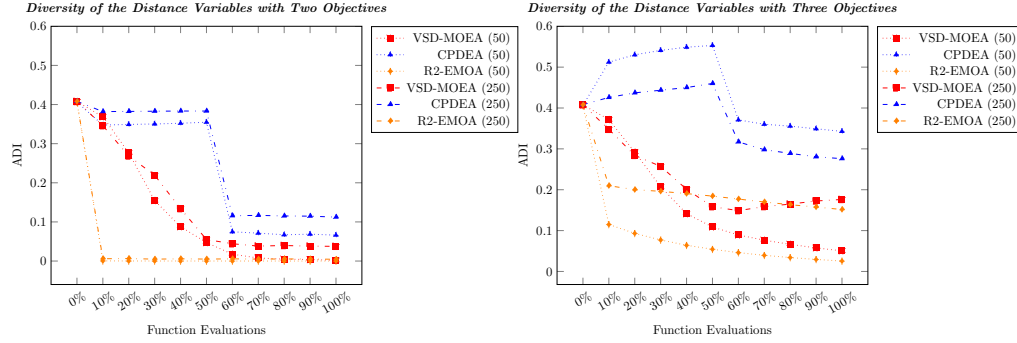 Diversity of the Distance Variables with Two Objectives
0.6
0.5
0.4
0.3
0.2
0.1
0
ADI
0%
10%
20%
30%
40%
50%
60%
70%
80%
90%
100%
Function Evaluations
VSD-MOEA (50)
CPDEA (50)
R2-EMOA (50)
VSD-MOEA (250)
CPDEA (250)
R2-EMOA (250)
Diversity of the Distance Variables with Three Objectives
0.6
0.5
0.4
0.3
0.2
0.1
0
ADI
0%
10%
20%
30%
40%
50%
60%
70%
80%
90%
100%
Function Evaluations
VSD-MOEA (50)
CPDEA (50)
R2-EMOA (50)
VSD-MOEA (250)
CPDEA (250)
R2-EMOA (250)